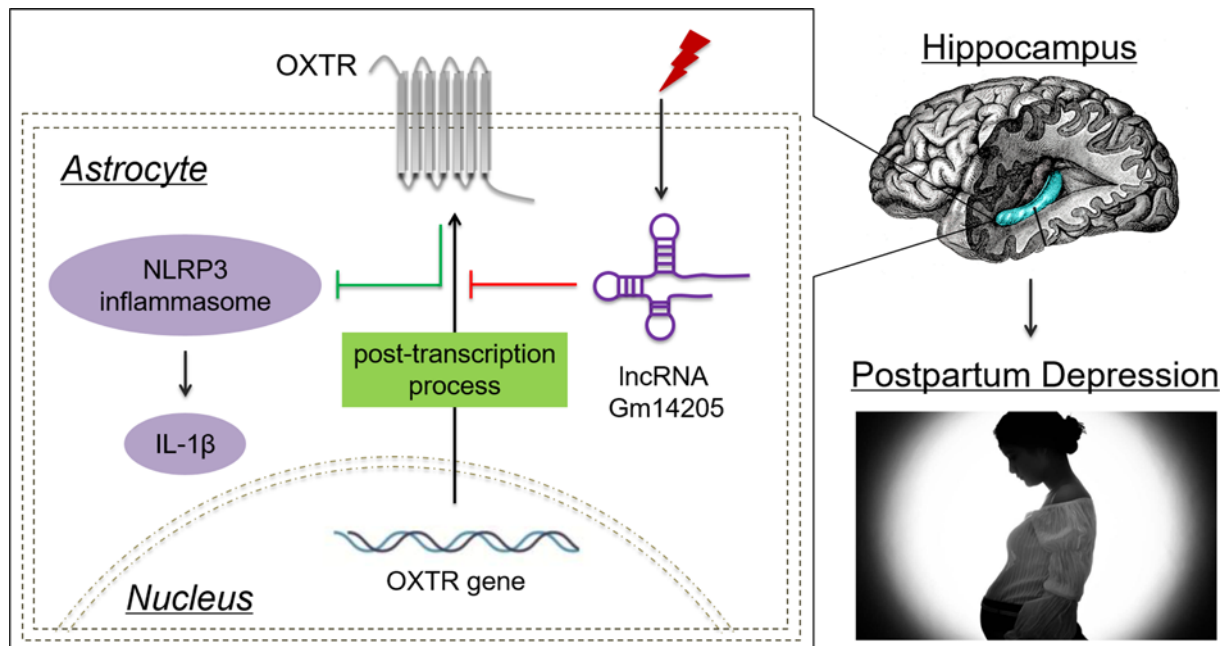 OXTR
Astrocyte
NLRP3
inflammasome
IL-1β
post-transcription
process
lncRNA
Gm14205
OXTR gene
Nucleus
Hippocampus
Postpartum Depression